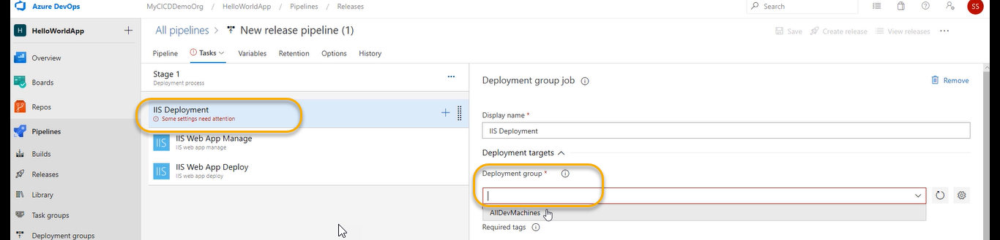 Azure DevOps
MyCICDDemoOrg / HelloWorldApp / Pipelines / Releases
Search
SS
H HelloWorldApp
All pipelines > New release pipeline (1)
Save Create release View releases ...
Overview
Boards
Repos
Pipelines
Builds
Releases
Library
Task groups
Deployment groups
Pipeline Tasks Variables Retention Options History
Stage 1
Deployment process
IIS Deployment
Some settings need attention
IIS Web App Manage
IIS
IIS web app manage
IIS Web App Deploy
IIS
IIS web app deploy
Deployment group job
Remove
Display name *
IIS Deployment
Deployment targets
Deployment group *
AllDevMachines
Required tags